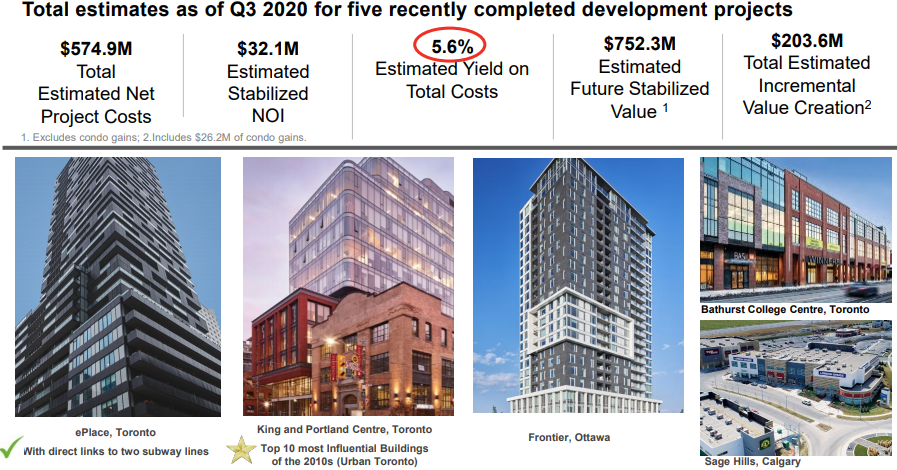 Total estimates as of Q3 2020 for five recently completed development projects
$574.9M
Total
Estimated Net
Project Costs
$32.1M
Estimated
Stabilized
NOI
5.6%
Estimated Yield on
Total Costs
$752.3M
Estimated
Future Stabilized
Value 1
$203.6M
Total Estimated
Incremental
Value Creation2
1. Excludes condo gains; 2.Includes $26.2M of condo gains.
WINNERS
Bathurst College Centre, Toronto
ePlace, Toronto
With direct links to two subway lines
King and Portland Centre, Toronto
Top 10 most Influential Buildings
of the 2010s (Urban Toronto)
Frontier, Ottawa
Sage Hills, Calgary